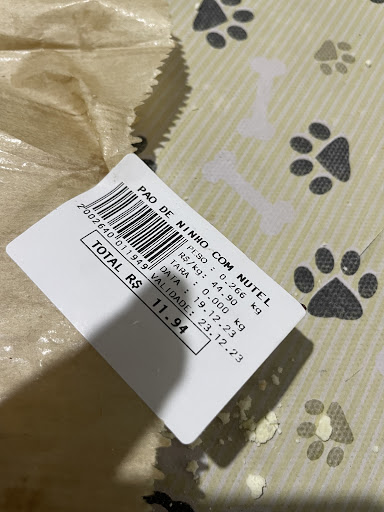 PAO DE NINHO COM NUTEL
PESO : 0.266 kg
R$/kg: 44.90
TARA : 0.000 kg
DATA : 19.12.23
VALIDADE: 23.12.23
2002640011949
TOTAL R$ 11.94